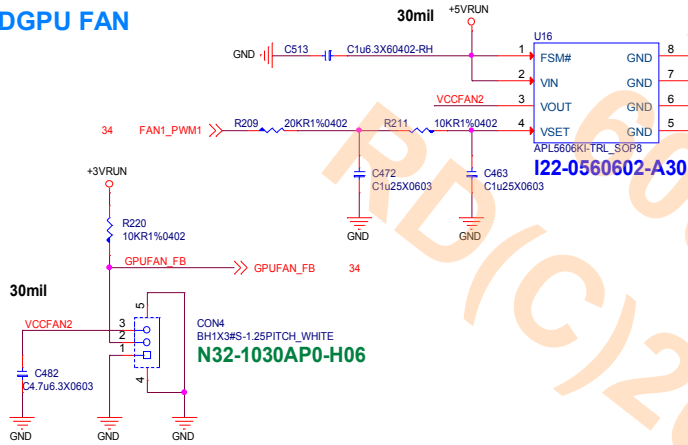 DGPU FAN
30mil
+5VRUN
U16
GND
C513
C1u6.3X60402-RH
1
FSM#
GND
8
2
VIN
GND
7
VCCFAN2
3
VOUT
GND
6
34
FAN1_PWM1
R209
20KR1%0402
R211
10KR1%0402
4
VSET
GND
5
APL5606KI-TRL_SOP8
I22-0560602-A30
C472
C1u25X0603
C463
C1u25X0603
GND
GND
+3VRUN
R220
10KR1%0402
GPUFAN_FB
GPUFAN_FB
34
30mil
VCCFAN2
5
3
2
1
4
CON4
BH1X3#S-1.25PITCH_WHITE
N32-1030AP0-H06
C482
C4.7u6.3X0603
GND
GND
GND
RD(C)20